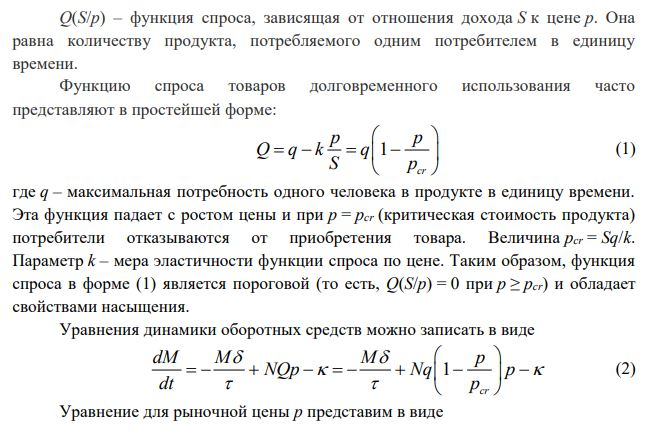 Q(S/p) – функция спроса, зависящая от отношения дохода S к цене p. Она
равна количеству продукта, потребляемого одним потребителем в единицу
времени.
Функцию спроса товаров долговременного использования часто
представляют в простейшей форме:
Q = q − k p/S = q(1 − p/p_cr) (1)
где q – максимальная потребность одного человека в продукте в единицу времени.
Эта функция падает с ростом цены и при p = pcr (критическая стоимость продукта)
потребители отказываются от приобретения товара. Величина pcr = Sq/k.
Параметр k – мера эластичности функции спроса по цене. Таким образом, функция
спроса в форме (1) является пороговой (то есть, Q(S/p) = 0 при p ≥ pcr) и обладает
свойствами насыщения.
Уравнения динамики оборотных средств можно записать в виде
dM/dt = − Mδ/τ + NQp − κ = − Mδ/τ + Nq(1 − p/p_cr) p − κ (2)
Уравнение для рыночной цены p представим в виде